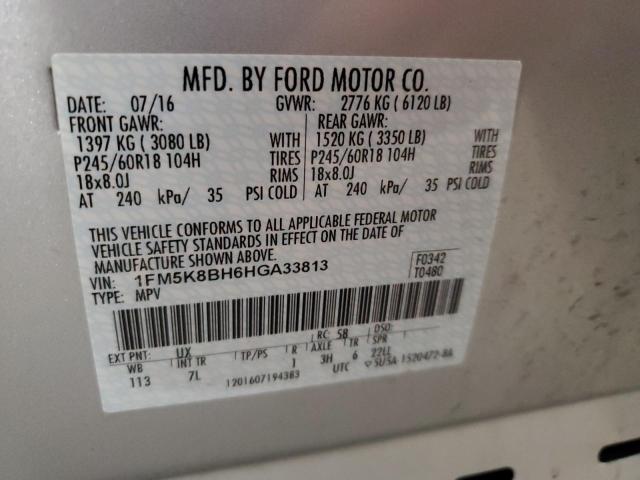 MFD. BY FORD MOTOR CO.
DATE: 07/16 GVWR: 2776 KG ( 6120 LB)
FRONT GAWR: REAR GAWR:
1397 KG ( 3080 LB) WITH 1520 KG ( 3350 LB) WITH
P245/60R18 104H TIRES P245/60R18 104H TIRES
18x8.0J RIMS 18x8.0J RIMS
AT 240 kPa/ 35 PSI COLD AT 240 kPa/ 35 PSI COLD
THIS VEHICLE CONFORMS TO ALL APPLICABLE FEDERAL MOTOR
VEHICLE SAFETY STANDARDS IN EFFECT ON THE DATE OF
MANUFACTURE SHOWN ABOVE.
VIN: 1FM5K8BH6HGA33813 F0342
TYPE: MPV T0480
EXT PNT: UX RC: 58 DSO:
WB INT TR TP/PS R AXLE TR SPR
113 7L 1 3H 6 22LL
1201607194383 UTC SU5A 1520472-BA